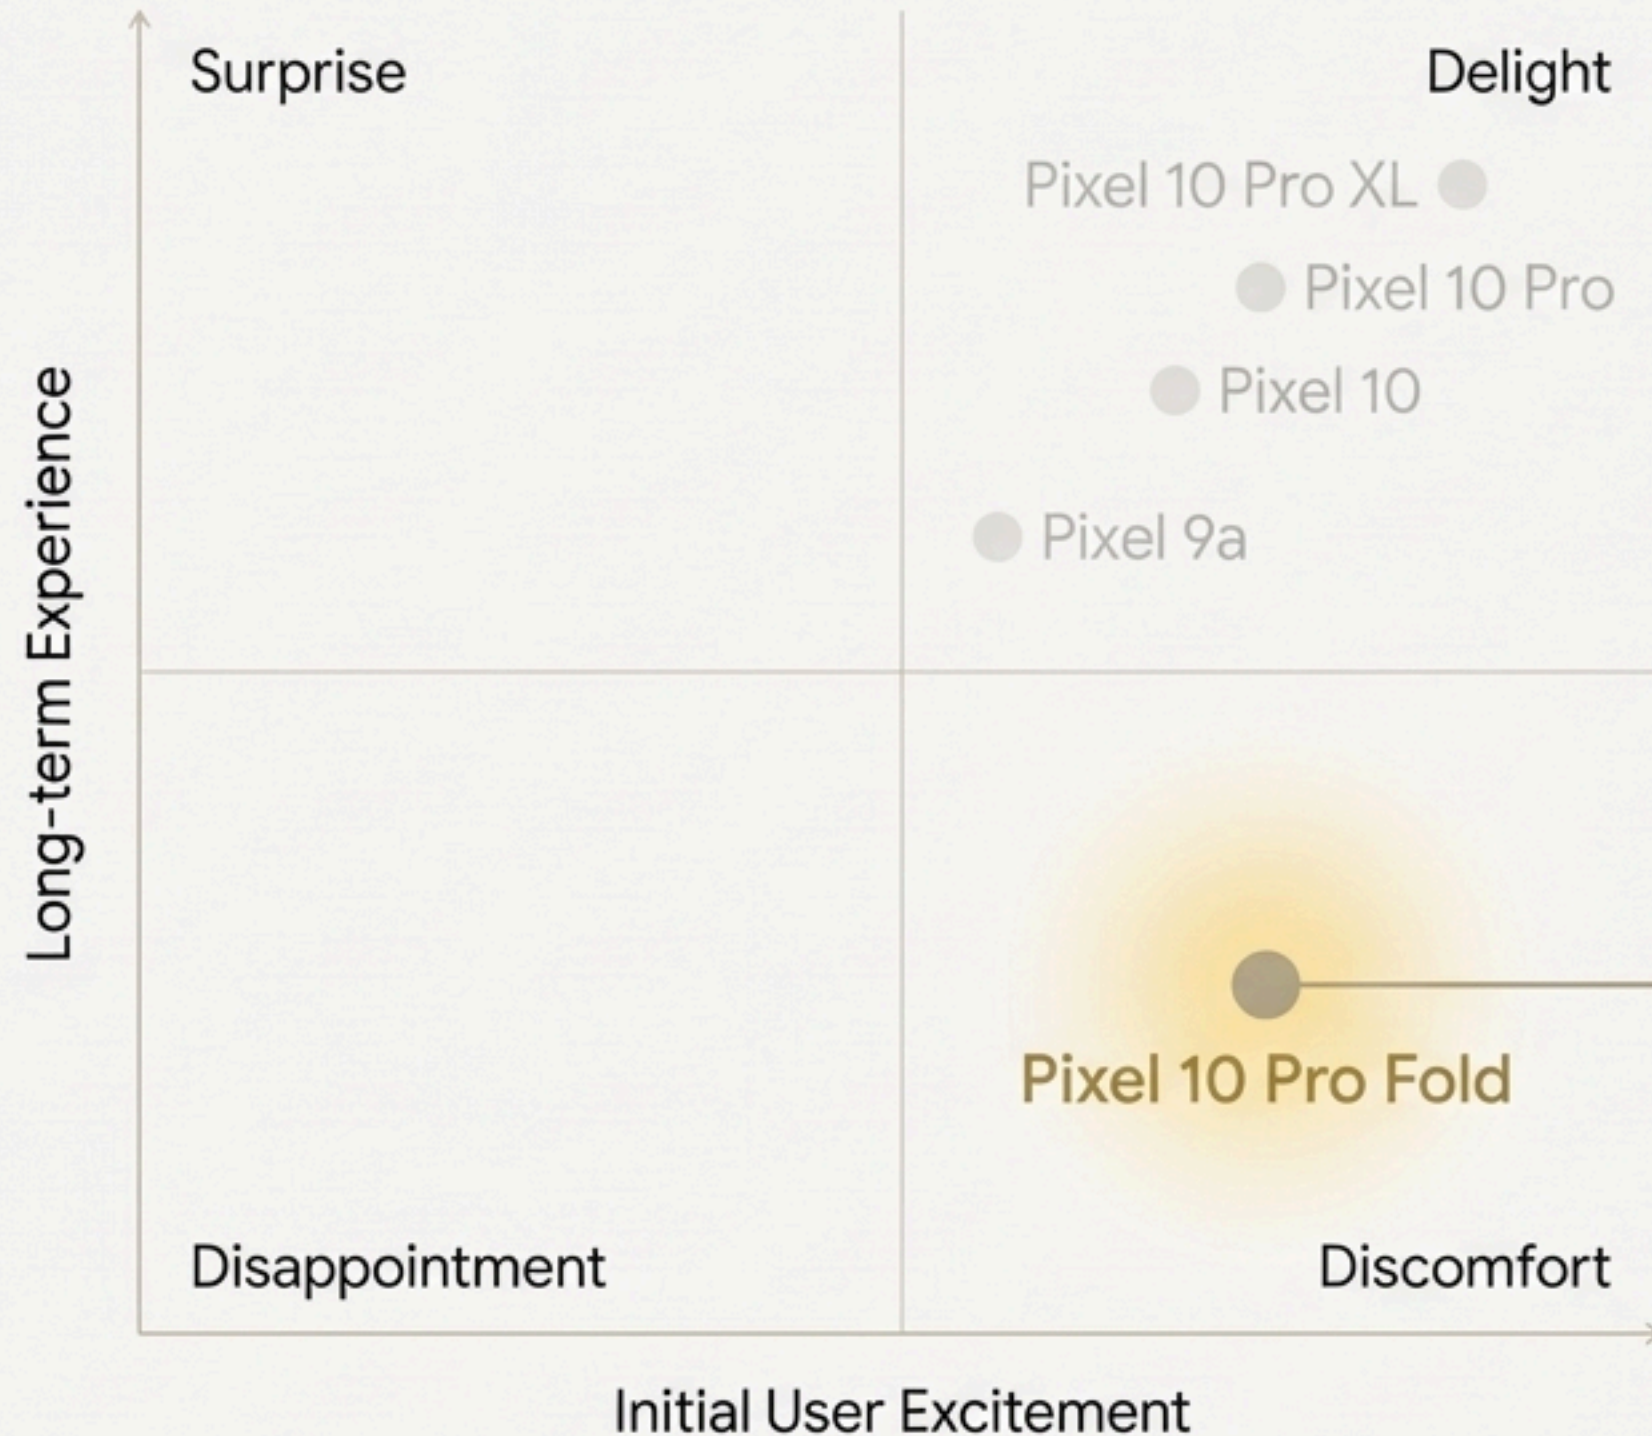 Surprise
Delight
Pixel 10 Pro XL
Pixel 10 Pro
Pixel 10
Pixel 9a
Long-term Experience
Pixel 10 Pro Fold
Disappointment
Discomfort
Initial User Excitement